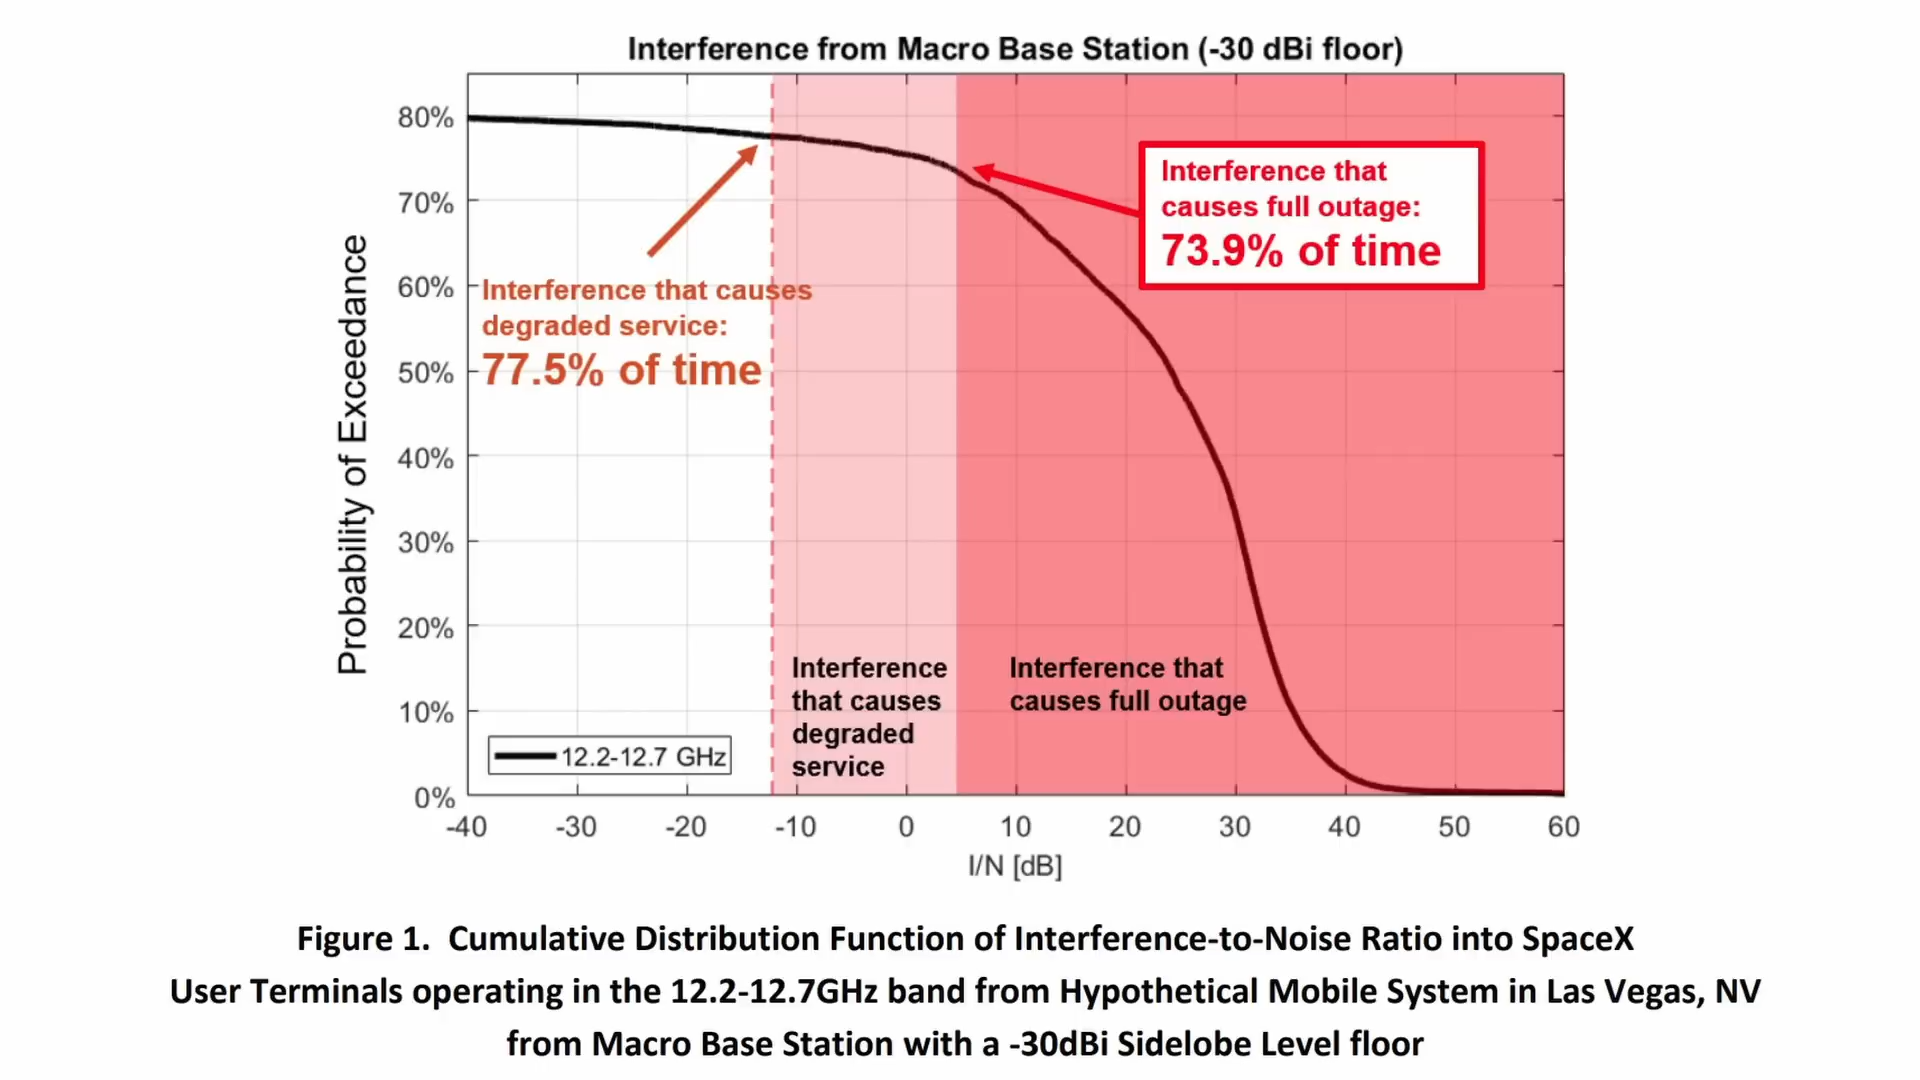 Interference from Macro Base Station (-30 dBi floor)
Probability of Exceedance
80%
70%
60%
50%
40%
30%
20%
10%
0%
Interference that causes
degraded service:
77.5% of time
Interference that
causes full outage:
73.9% of time
Interference
that causes
degraded
service
Interference that
causes full outage
12.2-12.7 GHz
-40 -30 -20 -10 0 10 20 30 40 50 60
I/N [dB]
Figure 1. Cumulative Distribution Function of Interference-to-Noise Ratio into SpaceX
User Terminals operating in the 12.2-12.7GHz band from Hypothetical Mobile System in Las Vegas, NV
from Macro Base Station with a -30dBi Sidelobe Level floor